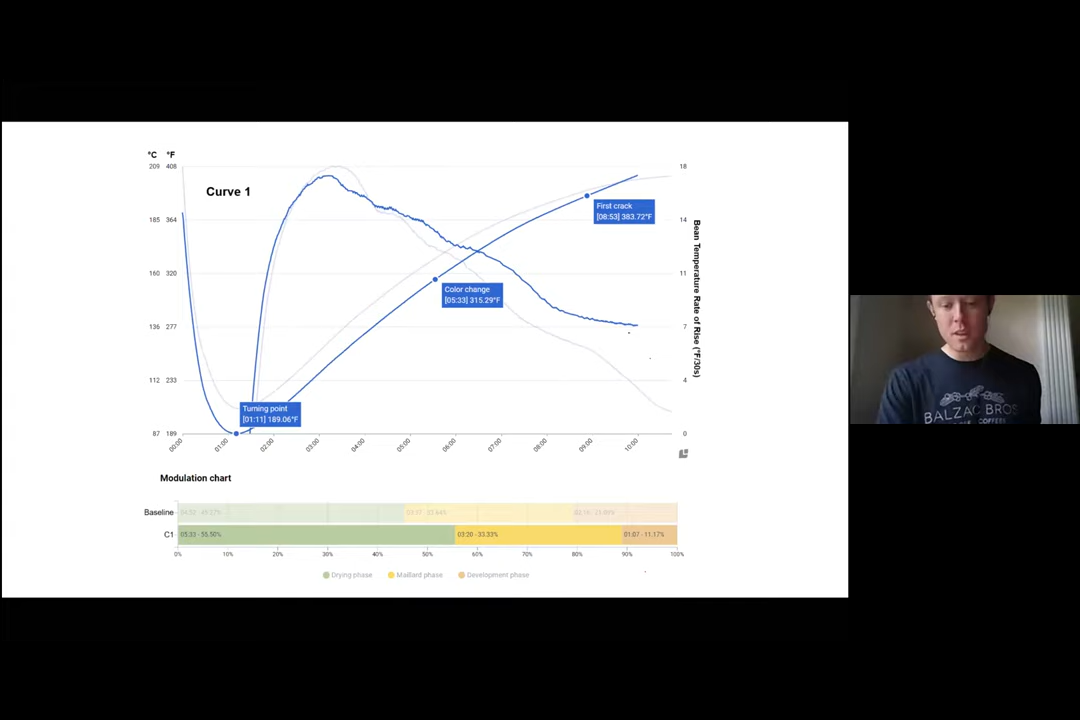 °C °F
209 408
18
Curve 1
185 364
14
First crack
[08:53] 383.72°F
160 320
11
Color change
[05:33] 315.29°F
136 277
7
112 233
4
Turning point
[01:11] 189.06°F
87 189
0
Bean Temperature Rate of Rise (°F/30s)
00:00 01:00 02:00 03:00 04:00 05:00 06:00 07:00 08:00 09:00 10:00
Modulation chart
Baseline
C1 05:33 - 55.50% 03:20 - 33.33% 01:07 - 11.17%
0% 10% 20% 30% 40% 50% 60% 70% 80% 90% 100%
Drying phase Maillard phase Development phase
BALZAC BROS
COFFEE